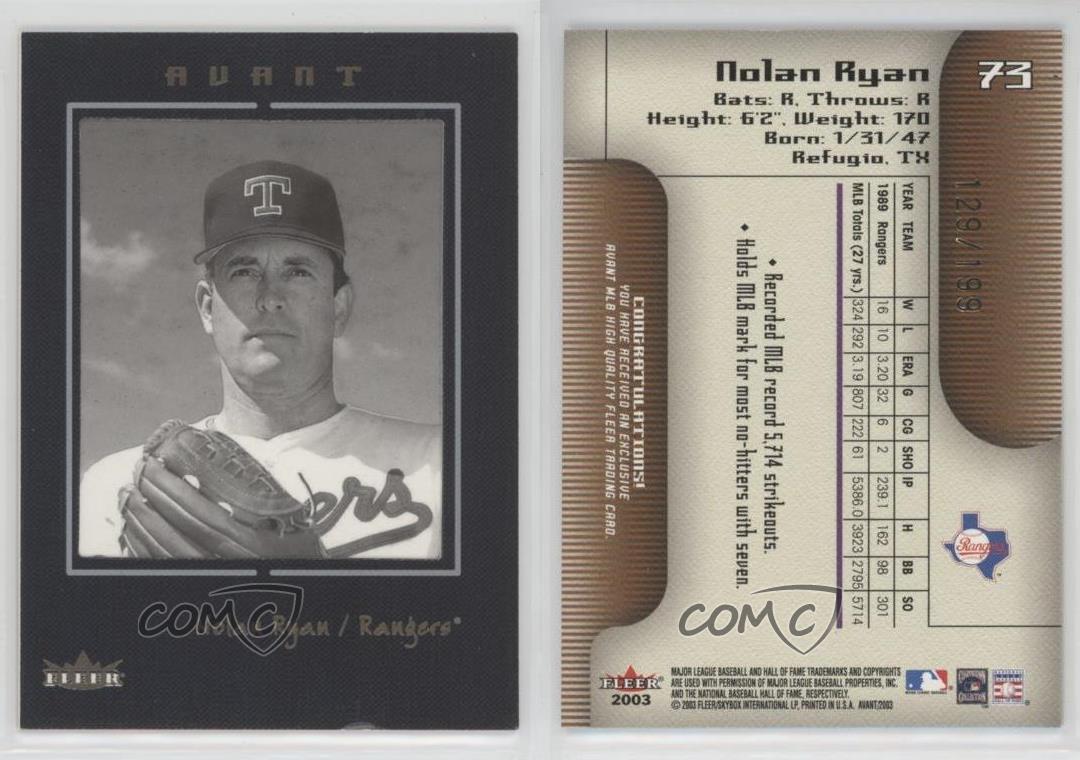 AVANT
T
ers
COMC
Nolan Ryan / Rangers®
FLEER
Nolan Ryan
73
Bats: R, Throws: R
Height: 6'2", Weight: 170
Born: 1/31/47
Refugio, TX
129/199
YEAR TEAM W L ERA G CG SHO IP H BB SO
1989 Rangers 16 10 3.20 32 6 2 239.1 162 98 301
MLB Totals (27 yrs.) 324 292 3.19 807 222 61 5386.0 3923 2795 5714
• Recorded MLB record 5,714 strikeouts.
• Holds MLB mark for most no-hitters with seven.
CONGRATULATIONS!
YOU HAVE RECEIVED AN EXCLUSIVE
AVANT MLB HIGH QUALITY FLEER TRADING CARD.
Rangers
COMC
FLEER®
2003
MAJOR LEAGUE BASEBALL AND HALL OF FAME TRADEMARKS AND COPYRIGHTS
ARE USED WITH PERMISSION OF MAJOR LEAGUE BASEBALL PROPERTIES, INC.
AND THE NATIONAL BASEBALL HALL OF FAME, RESPECTIVELY.
© 2003 FLEER/SKYBOX INTERNATIONAL LP, PRINTED IN U.S.A. AVANT/2003